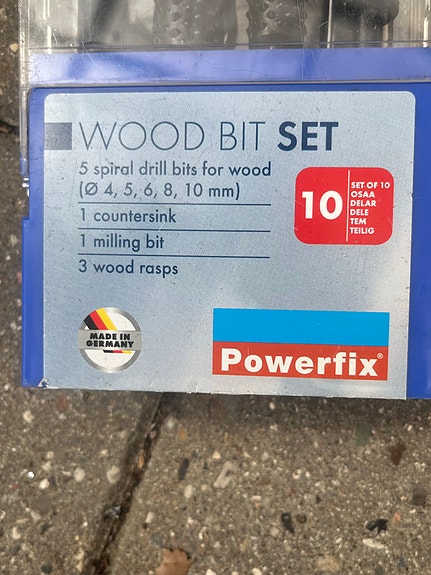 WOOD BIT SET
5 spiral drill bits for wood
(Ø 4, 5, 6, 8, 10 mm)
1 countersink
1 milling bit
3 wood rasps
10
SET OF 10
OSAA
DELAR
DELE
TEM
TEILIG
MADE IN
GERMANY
Powerfix®